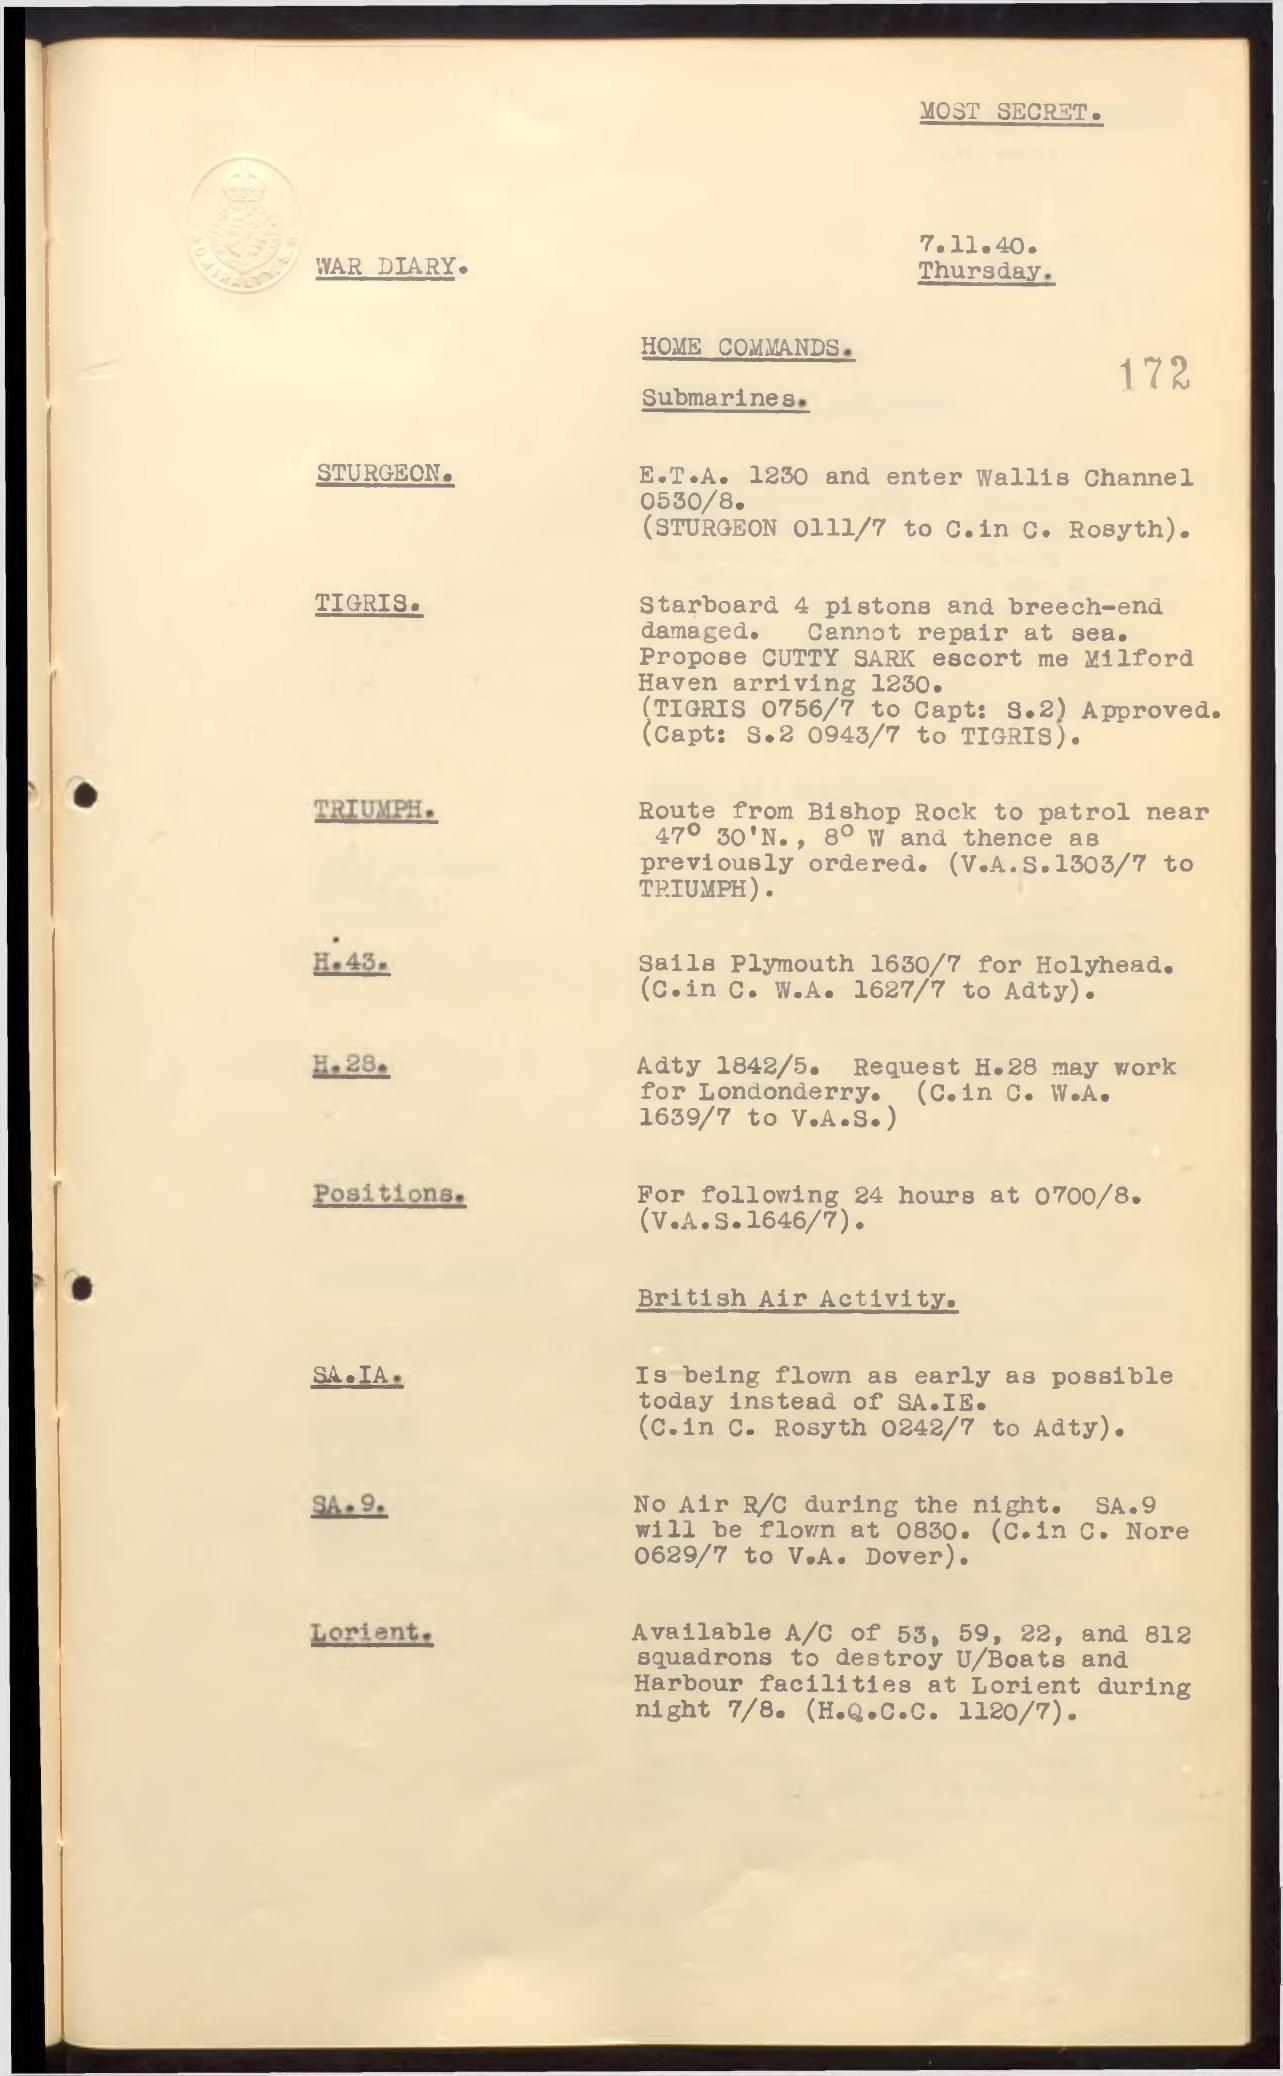 MOST SECRET.
7.11.40.
Thursday.
WAR DIARY.
HOME COMMANDS.
172
Submarines.
STURGEON.
E.T.A. 1230 and enter Wallis Channel
0530/8.
(STURGEON 0111/7 to C.in C. Rosyth).
TIGRIS.
Starboard 4 pistons and breech-end
damaged. Cannot repair at sea.
Propose CUTTY SARK escort me Milford
Haven arriving 1230.
(TIGRIS 0756/7 to Capt: S.2) Approved.
(Capt: S.2 0943/7 to TIGRIS).
TRIUMPH.
Route from Bishop Rock to patrol near
47° 30'N., 8° W and thence as
previously ordered. (V.A.S.1303/7 to
TRIUMPH).
H.43.
Sails Plymouth 1630/7 for Holyhead.
(C.in C. W.A. 1627/7 to Adty).
H.28.
Adty 1842/5. Request H.28 may work
for Londonderry. (C.in C. W.A.
1639/7 to V.A.S.)
Positions.
For following 24 hours at 0700/8.
(V.A.S.1646/7).
British Air Activity.
SA.IA.
Is being flown as early as possible
today instead of SA.IE.
(C.in C. Rosyth 0242/7 to Adty).
SA.9.
No Air R/C during the night. SA.9
will be flown at 0830. (C.in C. Nore
0629/7 to V.A. Dover).
Lorient.
Available A/C of 53, 59, 22, and 812
squadrons to destroy U/Boats and
Harbour facilities at Lorient during
night 7/8. (H.Q.C.C. 1120/7).